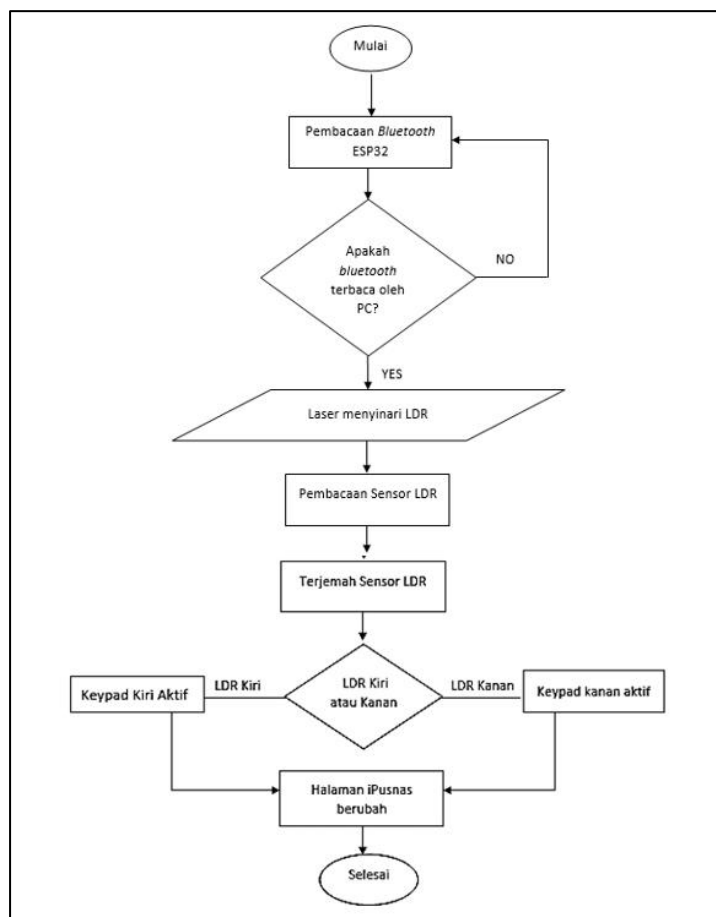 Mulai
Pembacaan Bluetooth
ESP32
Apakah
bluetooth
terbaca oleh
PC?
NO
YES
Laser menyinari LDR
Pembacaan Sensor LDR
Terjemah Sensor LDR
LDR Kiri
atau Kanan
LDR Kiri
Keypad Kiri Aktif
LDR Kanan
Keypad kanan aktif
Halaman iPusnas
berubah
Selesai